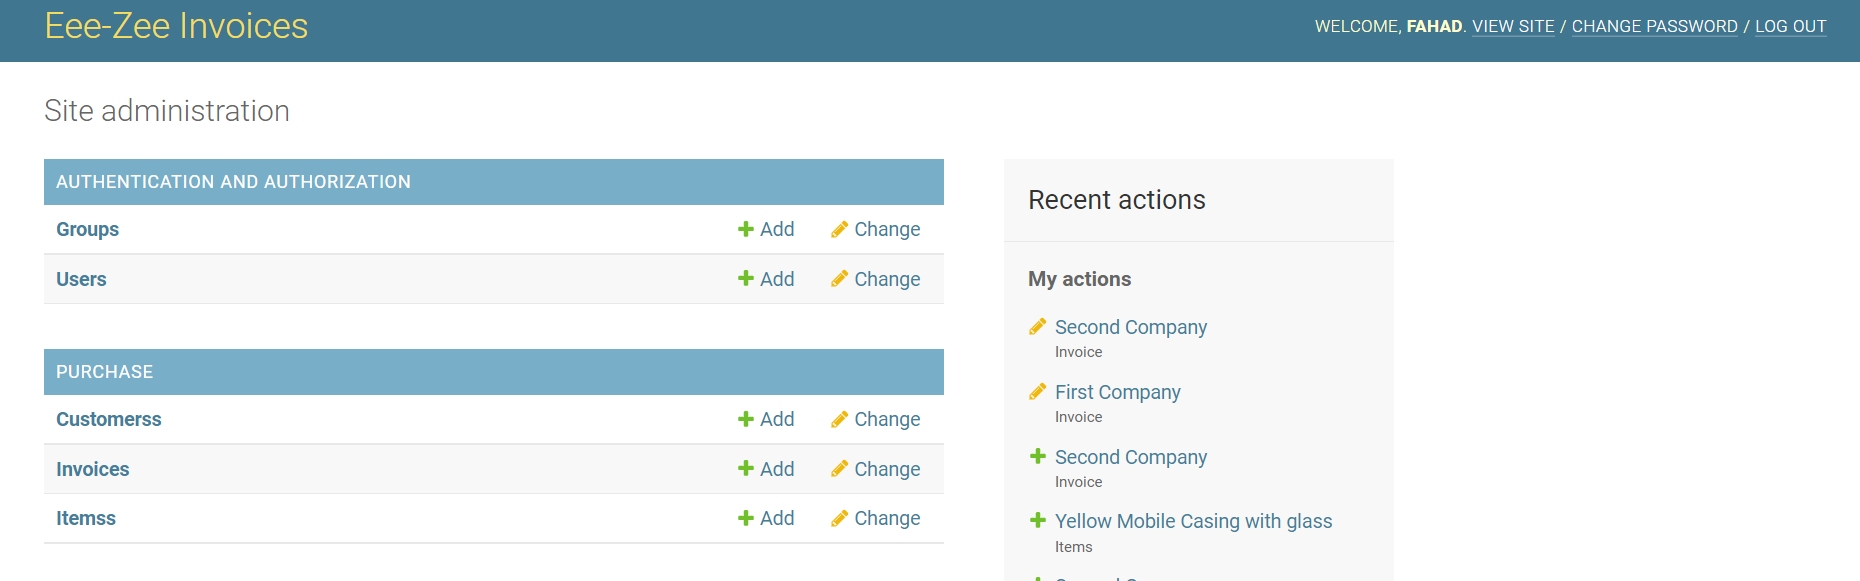 Eee-Zee Invoices
WELCOME, FAHAD. VIEW SITE / CHANGE PASSWORD / LOG OUT
Site administration
AUTHENTICATION AND AUTHORIZATION
Groups Add Change
Users Add Change
PURCHASE
Customerss Add Change
Invoices Add Change
Itemss Add Change
Recent actions
My actions
Second Company
Invoice
First Company
Invoice
Second Company
Invoice
Yellow Mobile Casing with glass
Items